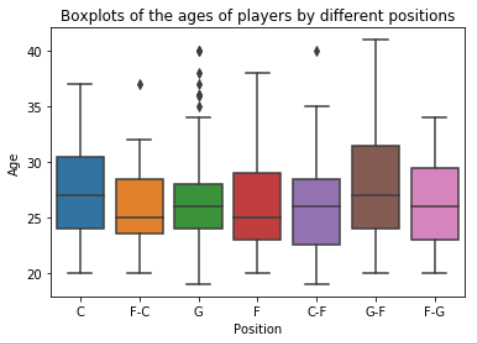 Boxplots of the ages of players by different positions
40
35
30
25
20
Age
C F-C G F C-F G-F F-G
Position